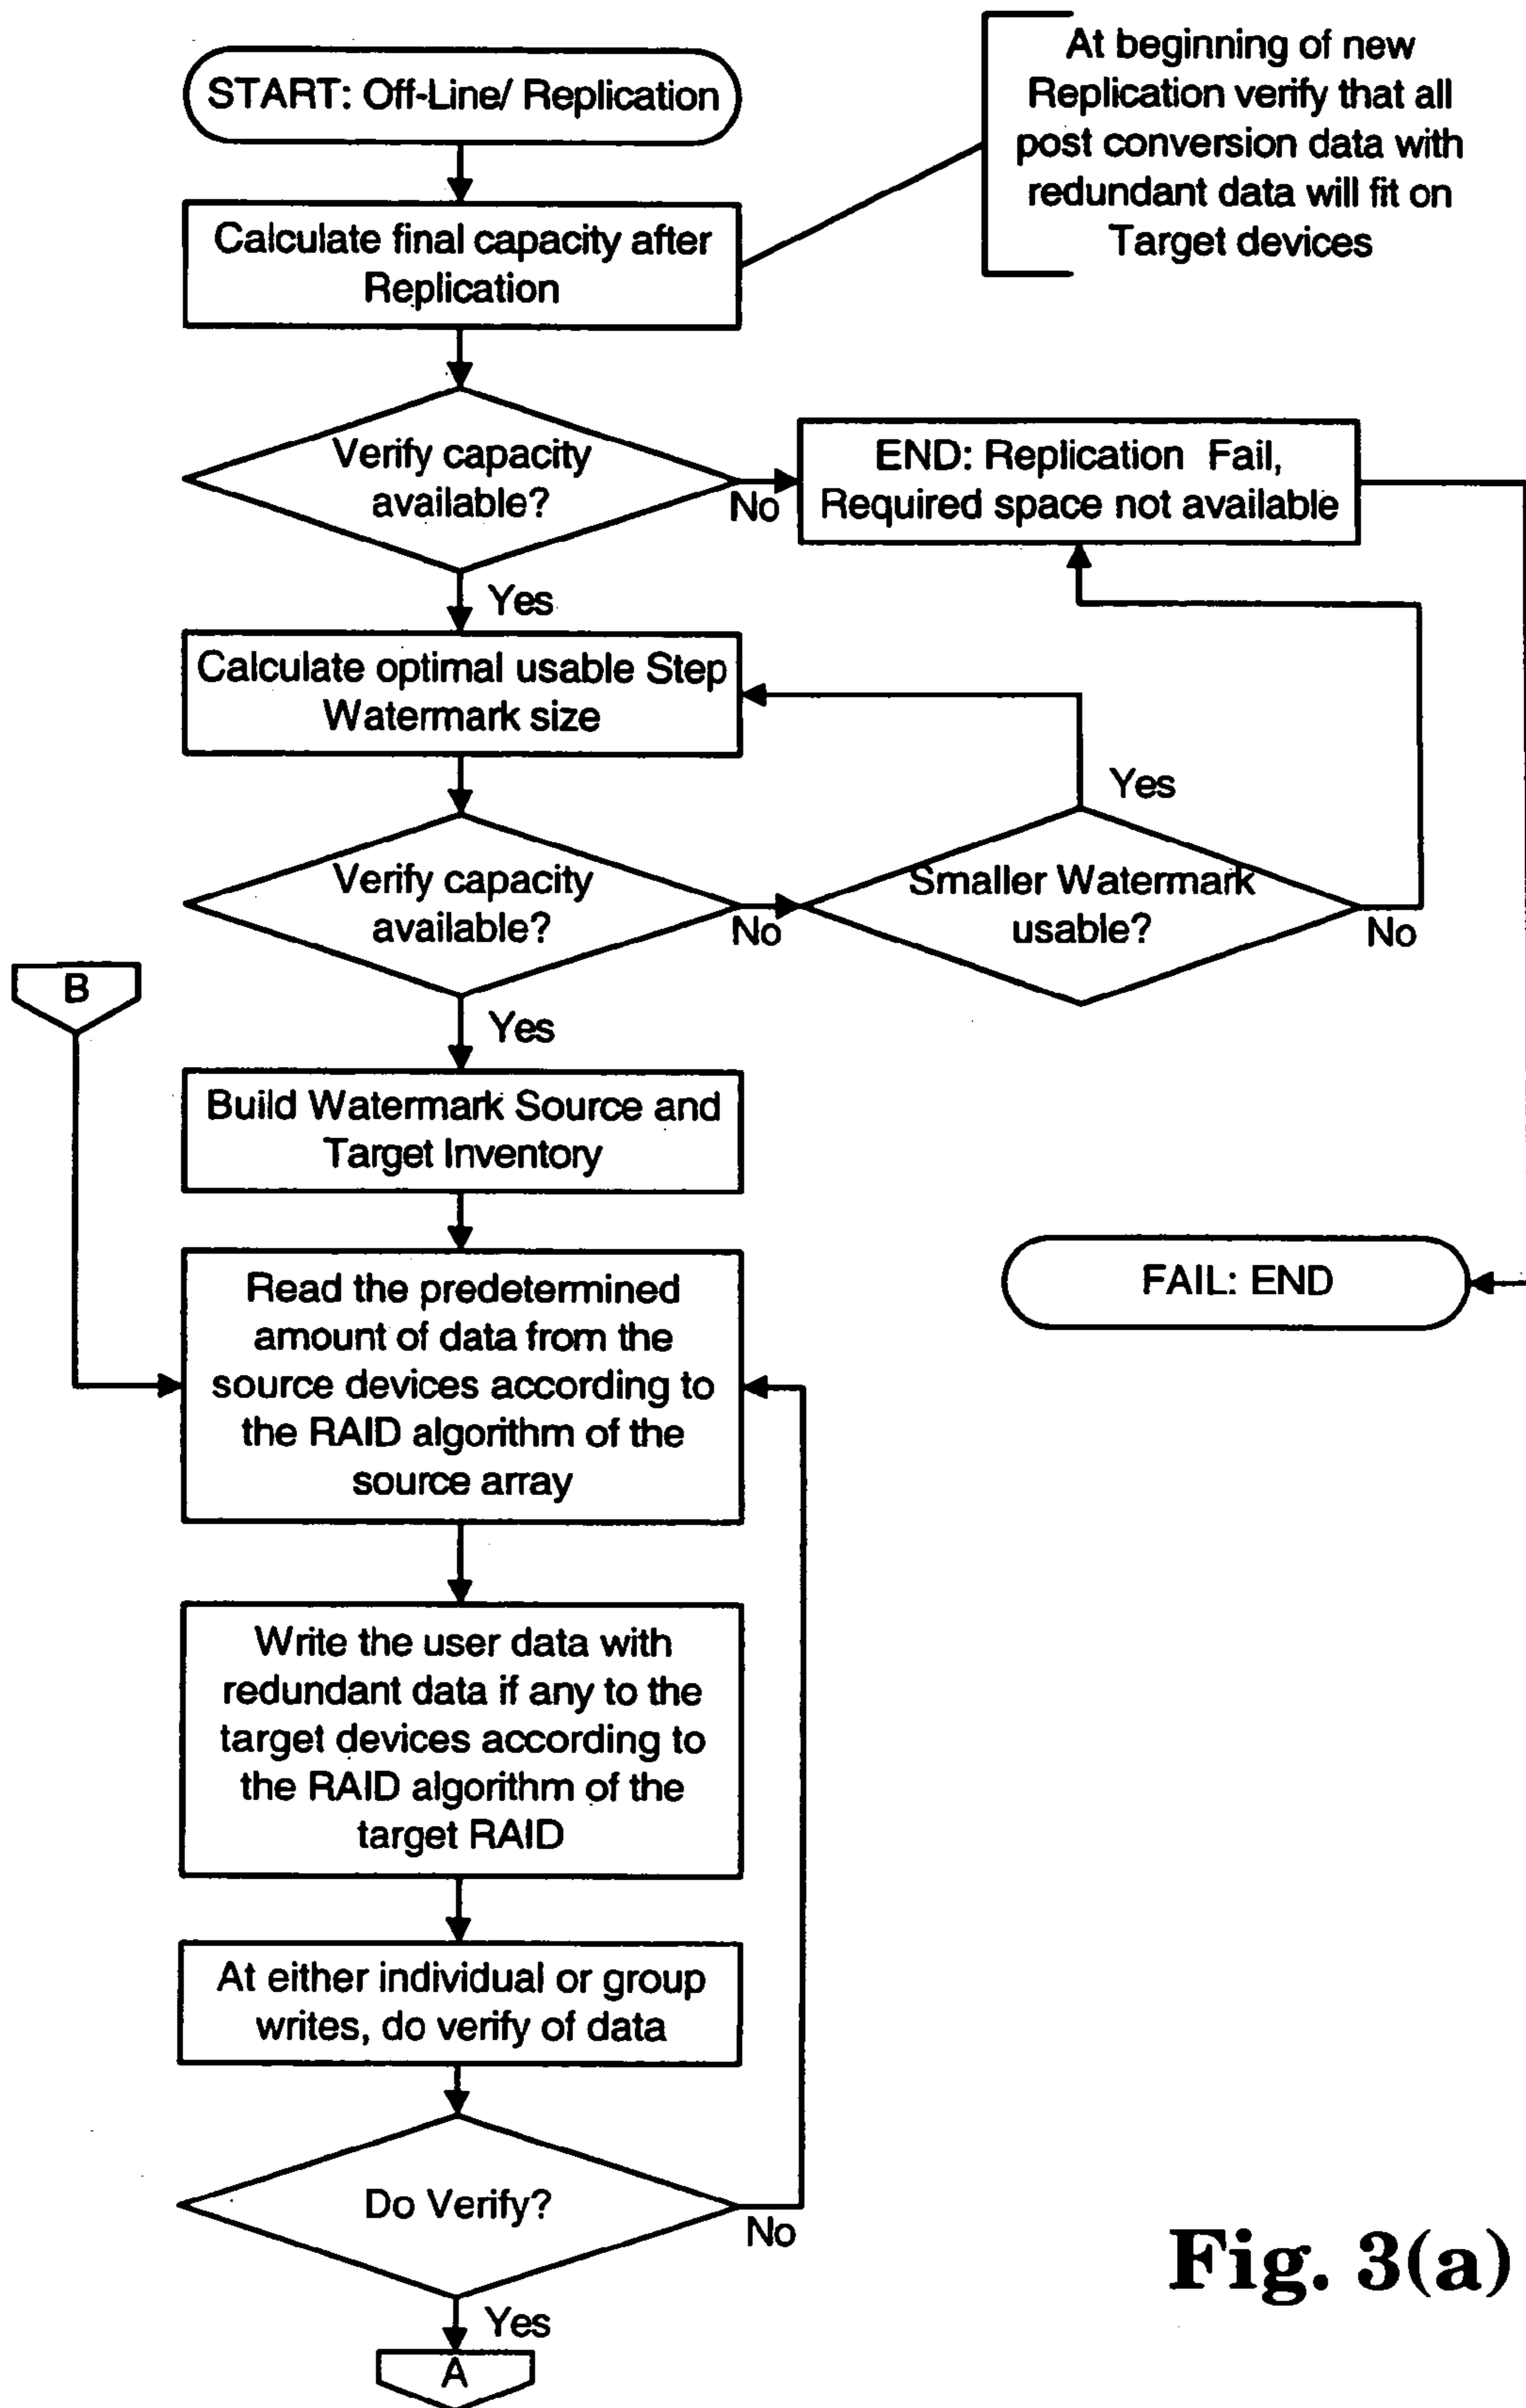 START: Off-Line/ Replication
At beginning of new
Replication verify that all
post conversion data with
redundant data will fit on
Target devices
Calculate final capacity after
Replication
Verify capacity
available?
No
END: Replication Fail,
Required space not available
Yes
Calculate optimal usable Step
Watermark size
Yes
Verify capacity
available?
No
Smaller Watermark
usable?
No
B
Yes
Build Watermark Source and
Target Inventory
Read the predetermined
amount of data from the
source devices according to
the RAID algorithm of the
source array
FAIL: END
Write the user data with
redundant data if any to the
target devices according to
the RAID algorithm of the
target RAID
At either individual or group
writes, do verify of data
Do Verify?
No
Yes
A
Fig. 3(a)